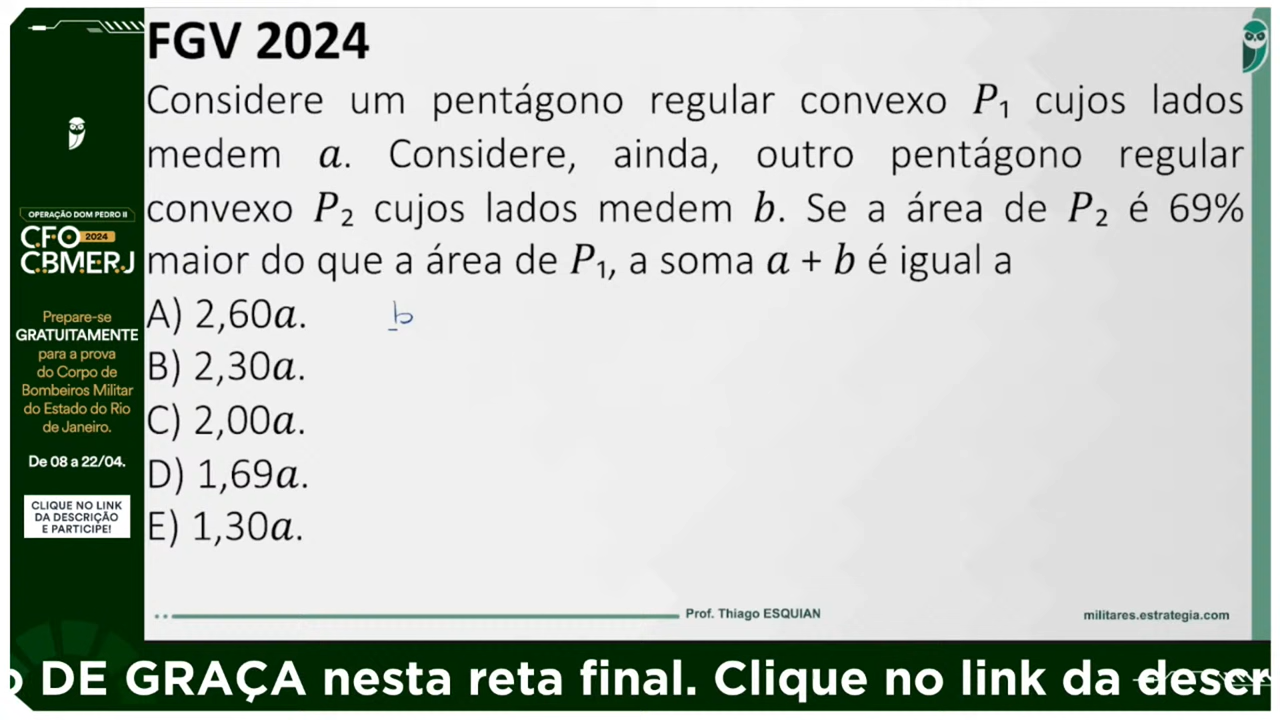 FGV 2024
Considere um pentágono regular convexo P₁ cujos lados
medem a. Considere, ainda, outro pentágono regular
convexo P₂ cujos lados medem b. Se a área de P₂ é 69%
maior do que a área de P₁, a soma a + b é igual a
A) 2,60a.
b
B) 2,30a.
C) 2,00a.
D) 1,69a.
E) 1,30a.
Prof. Thiago ESQUIAN
militares.estrategia.com
OPERAÇÃO DOM PEDRO II
CFO 2024
CBMERJ
Prepare-se
GRATUITAMENTE
para a prova
do Corpo de
Bombeiros Militar
do Estado do Rio
de Janeiro.
De 08 a 22/04.
CLIQUE NO LINK
DA DESCRIÇÃO
E PARTICIPE!
o DE GRAÇA nesta reta final. Clique no link da descr